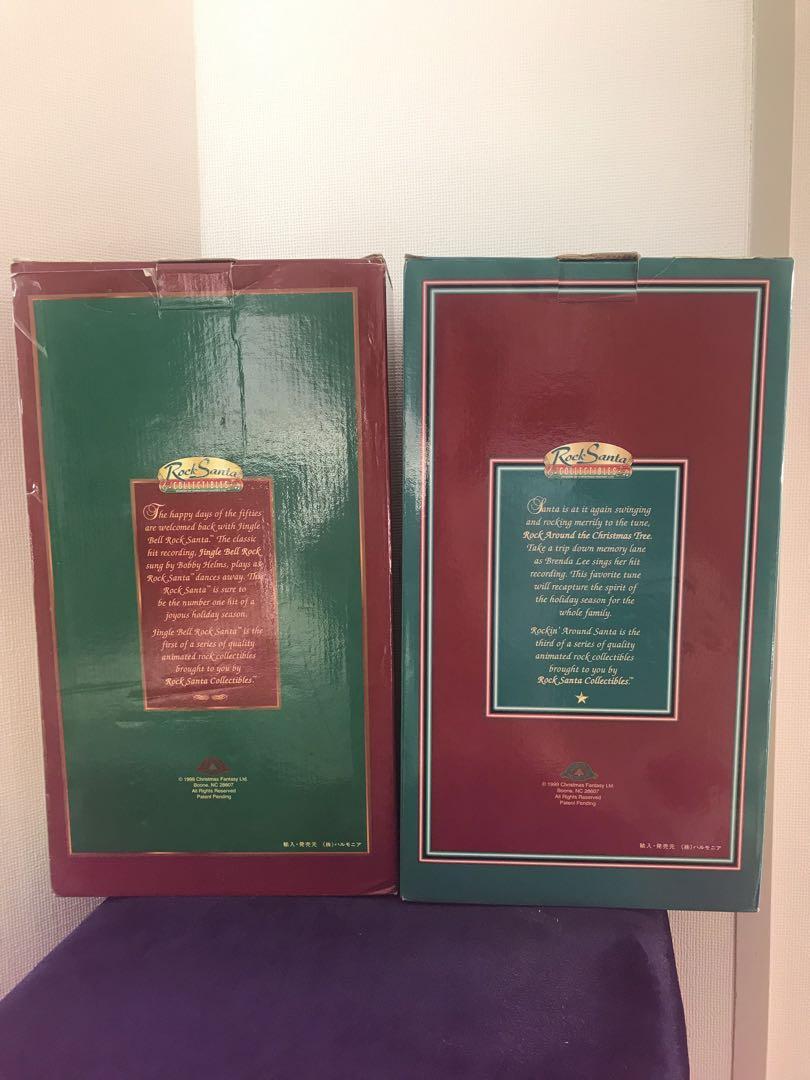 Rock Santa
COLLECTIBLES
The happy days of the fifties
are welcomed back with Jingle
Bell Rock Santa.™ The classic
hit recording, Jingle Bell Rock
sung by Bobby Helms, plays as
Rock Santa™ dances away. This
Rock Santa™ is sure to
be the number one hit of a
joyous holiday season.
Jingle Bell Rock Santa™ is the
first of a series of quality
animated rock collectibles
brought to you by
Rock Santa Collectibles.™
Christmas Fantasy Ltd.
Boone, NC 28607
All Rights Reserved
Patent Pending
輸入・発売元 (株)ハルモニア
Rock Santa
COLLECTIBLES
Santa is at it again swinging
and rocking merrily to the tune,
Rock Around the Christmas Tree.
Take a trip down memory lane
as Brenda Lee sings her hit
recording. This favorite tune
will recapture the spirit of
the holiday season for the
whole family.
Rockin' Around Santa is the
third of a series of quality
animated rock collectibles
brought to you by
Rock Santa Collectibles.™
© 1999 Christmas Fantasy Ltd.
Boone, NC 28607
All Rights Reserved
Patent Pending
輸入・発売元 (株)ハルモニア